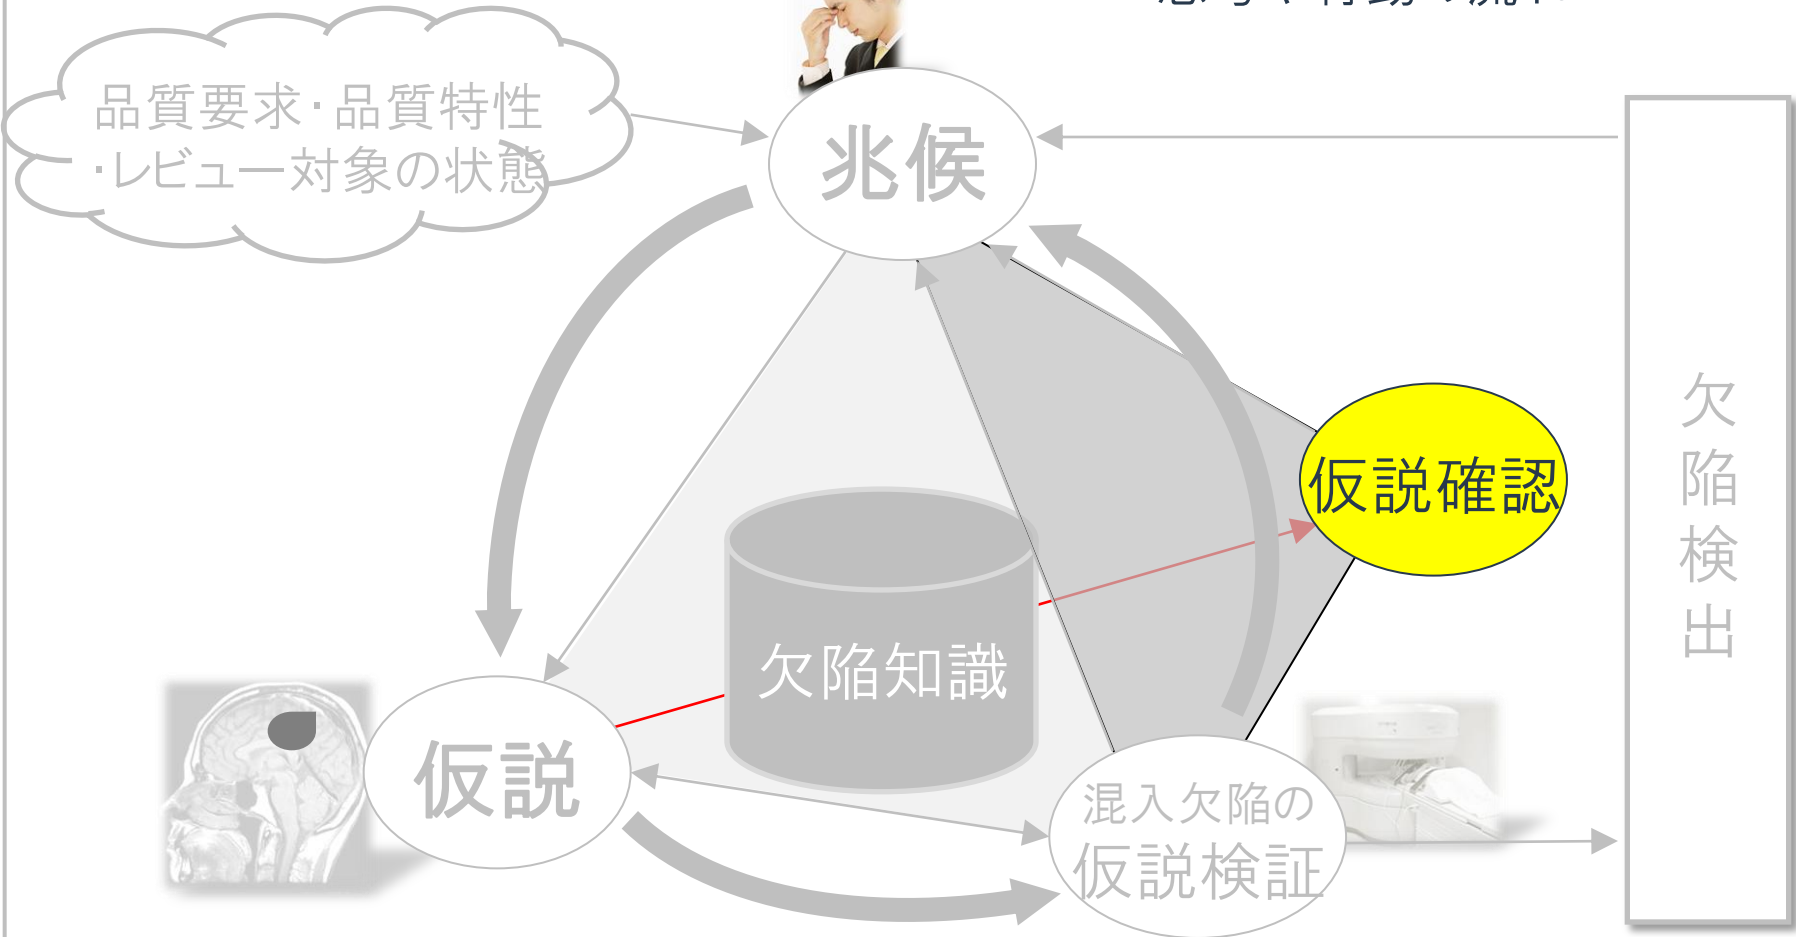 品質要求・品質特性
・レビュー対象の状態
兆候
仮説確認
欠陥検出
欠陥知識
仮説
混入欠陥の
仮説検証